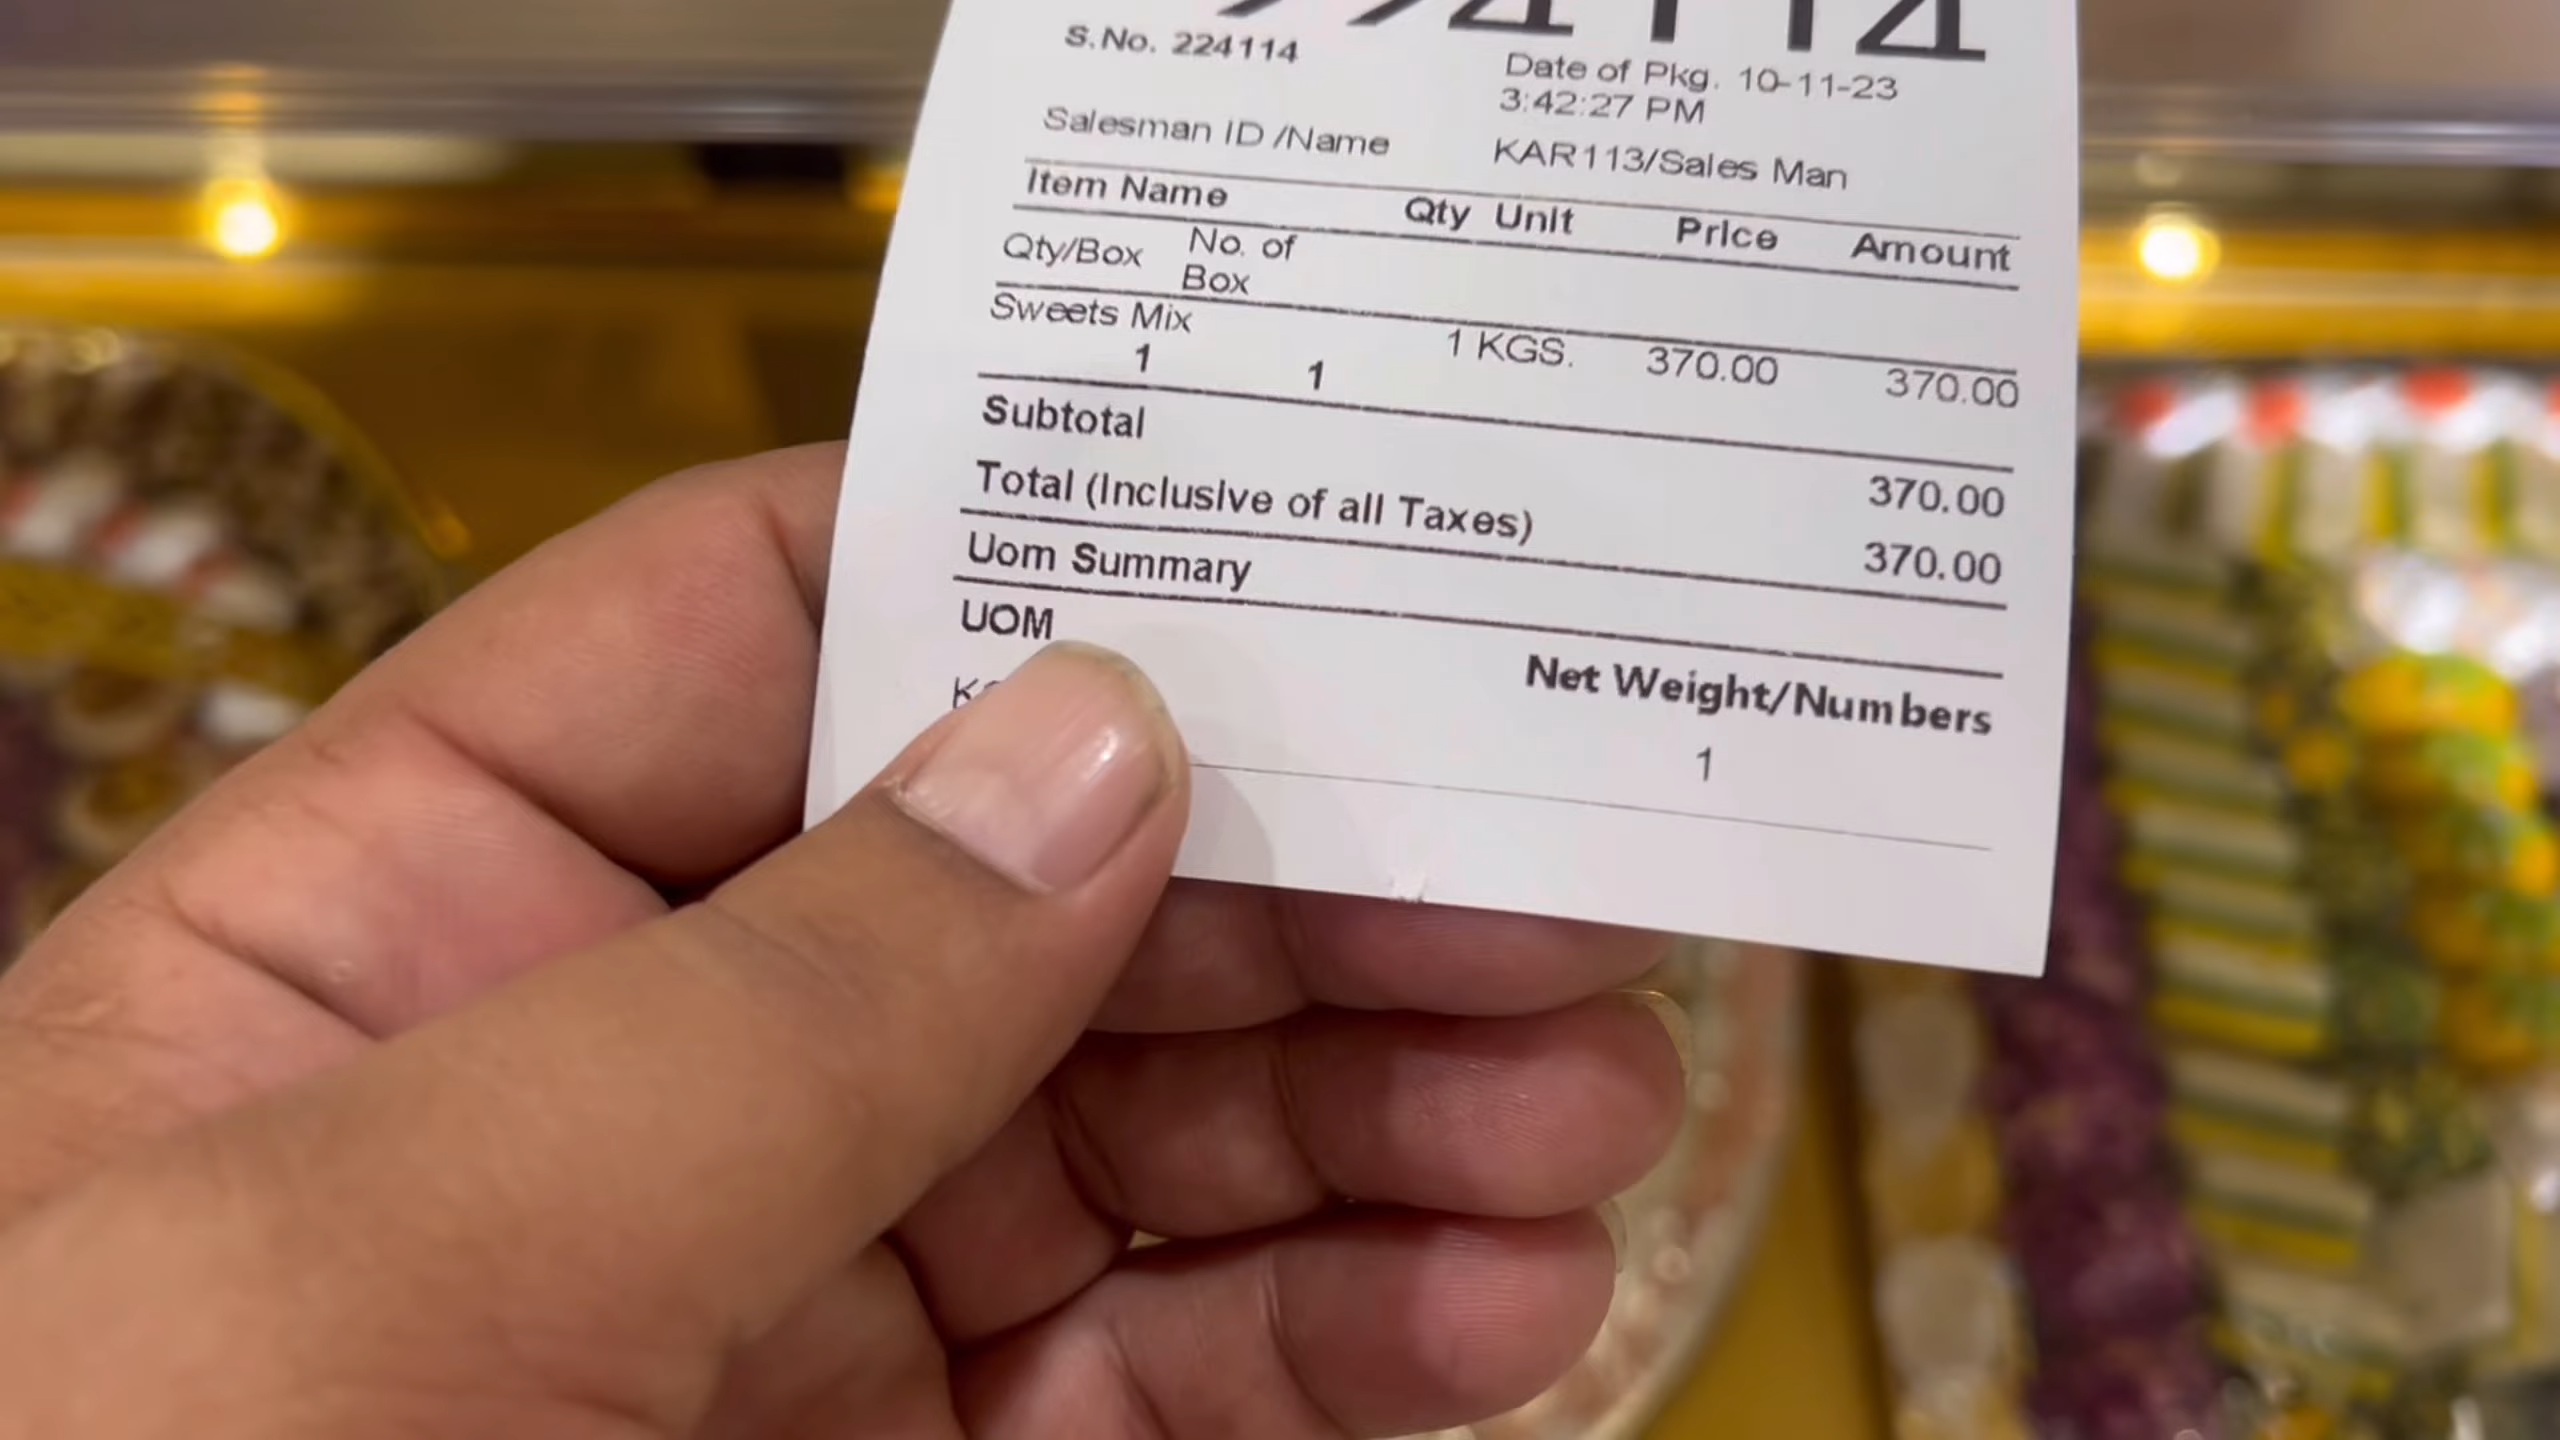 224114
S.No. 224114
Date of Pkg. 10-11-23
3:42:27 PM
Salesman ID /Name KAR113/Sales Man
Item Name Qty Unit Price Amount
Qty/Box No. of Box
Sweets Mix 1 KGS. 370.00 370.00
1 1
Subtotal 370.00
Total (Inclusive of all Taxes) 370.00
Uom Summary
UOM Net Weight/Numbers
1